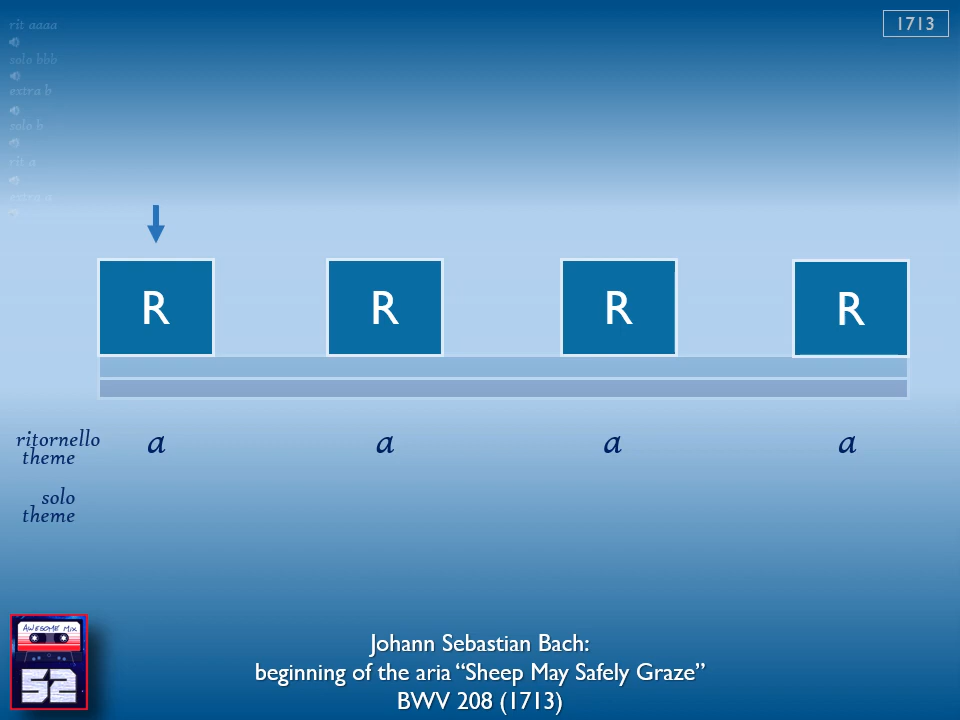 rit aaaa
solo bbb
extra b
solo b
rit a
extra a
1713
R R R R
ritornello theme a a a a
solo theme
AWESOME MIX
52
Johann Sebastian Bach:
beginning of the aria “Sheep May Safely Graze”
BWV 208 (1713)